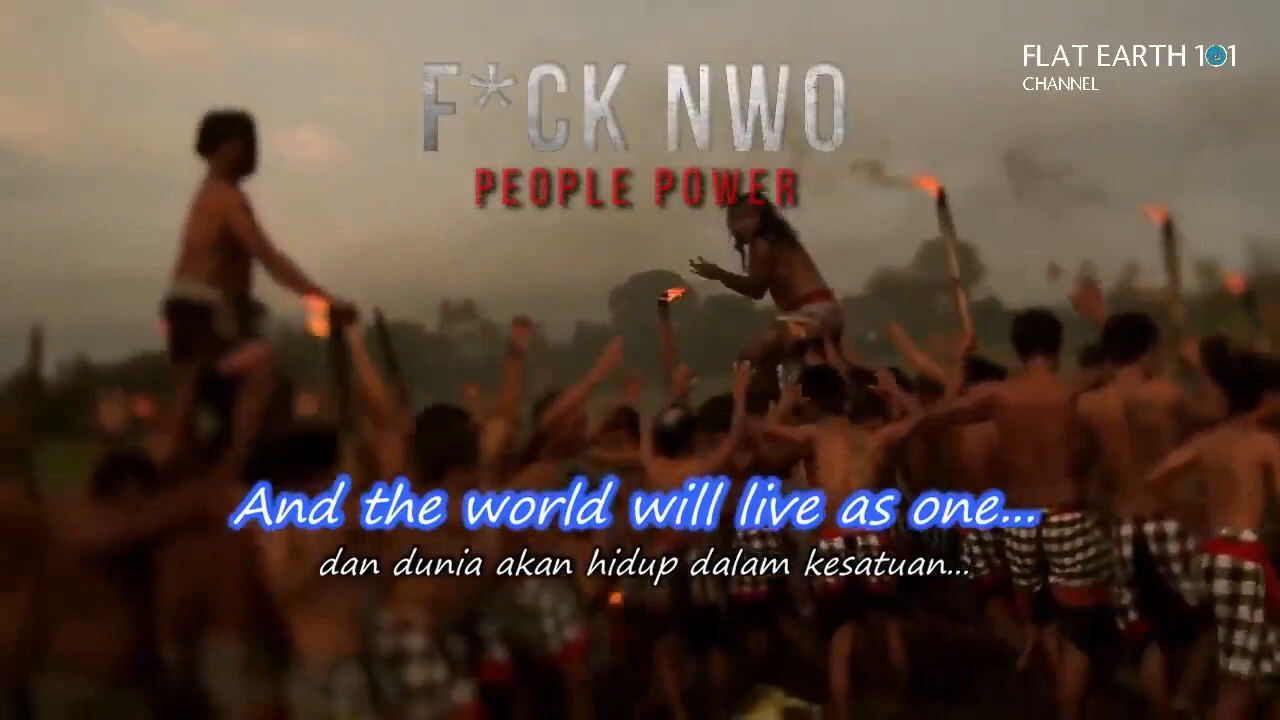 FLAT EARTH 101
CHANNEL
F*CK NWO
PEOPLE POWER
And the world will live as one...
dan dunia akan hidup dalam kesatuan...